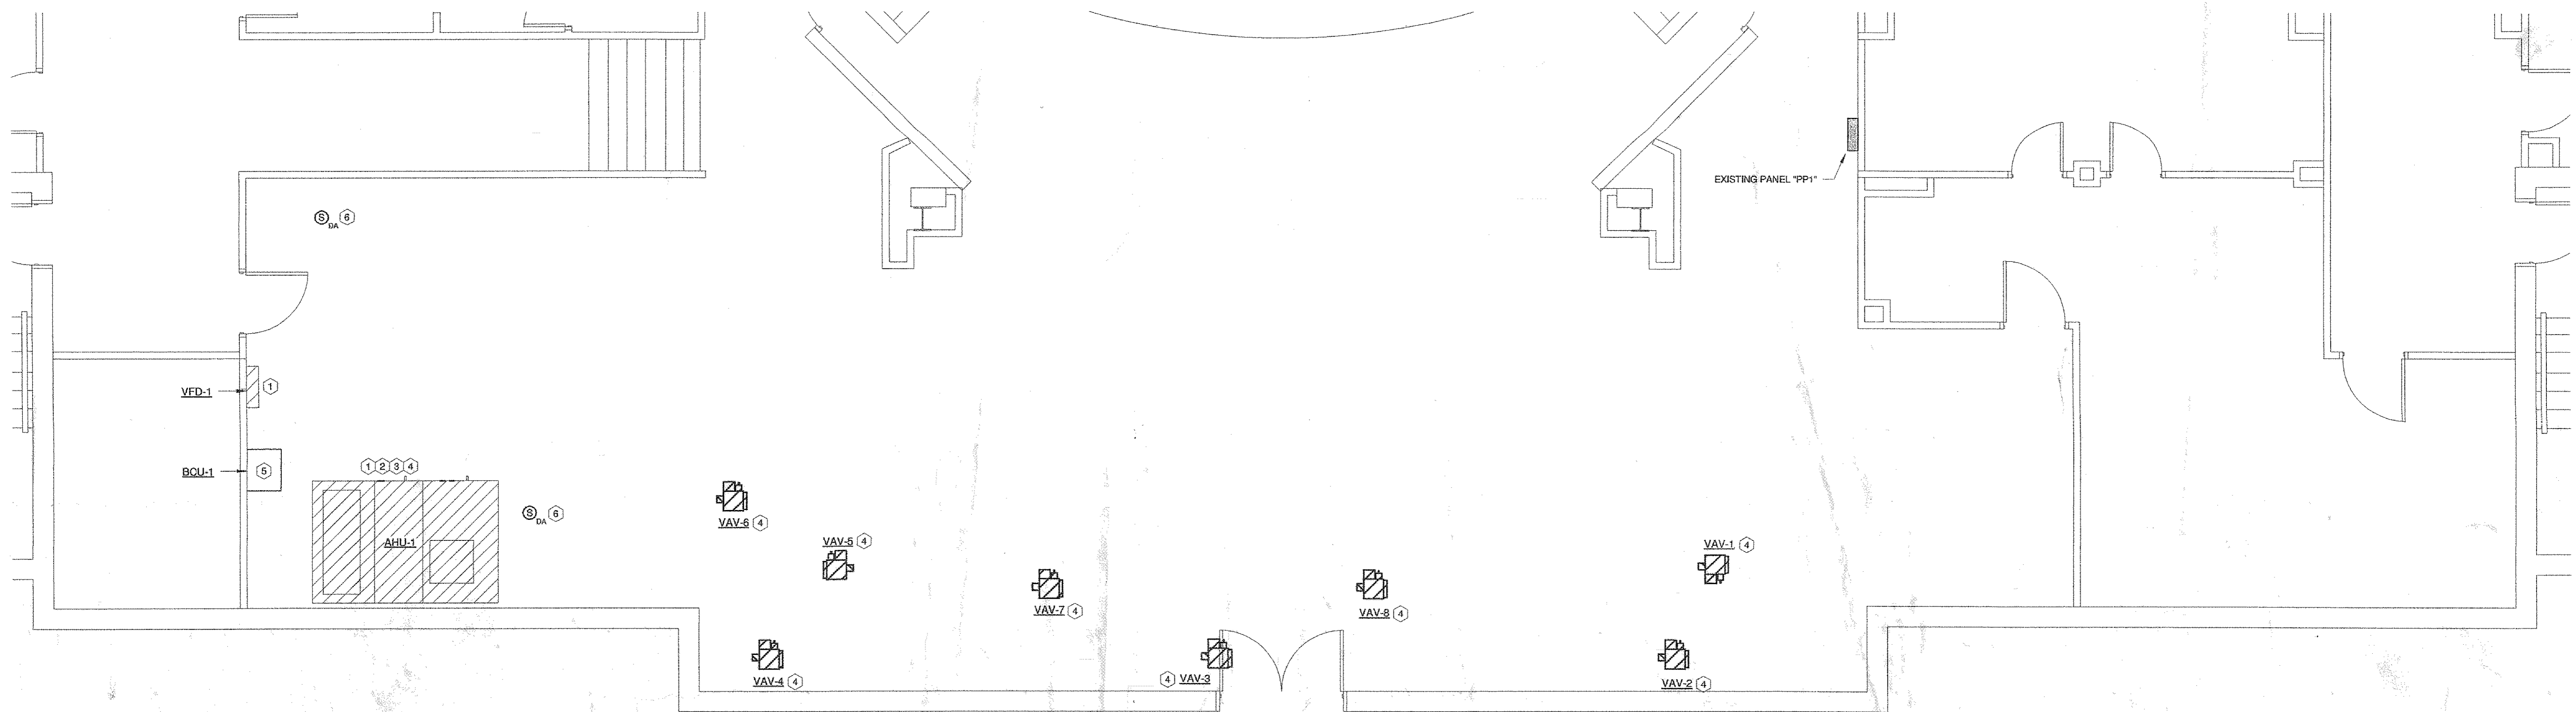 EXISTING PANEL "PP1"
S DA 6
VFD-1 1
BCU-1 5
1 2 3 4
AHU-1
S DA 6
VAV-6 4
VAV-5 4
VAV-7 4
VAV-8 4
VAV-1 4
VAV-4 4
4 VAV-3
VAV-2 4